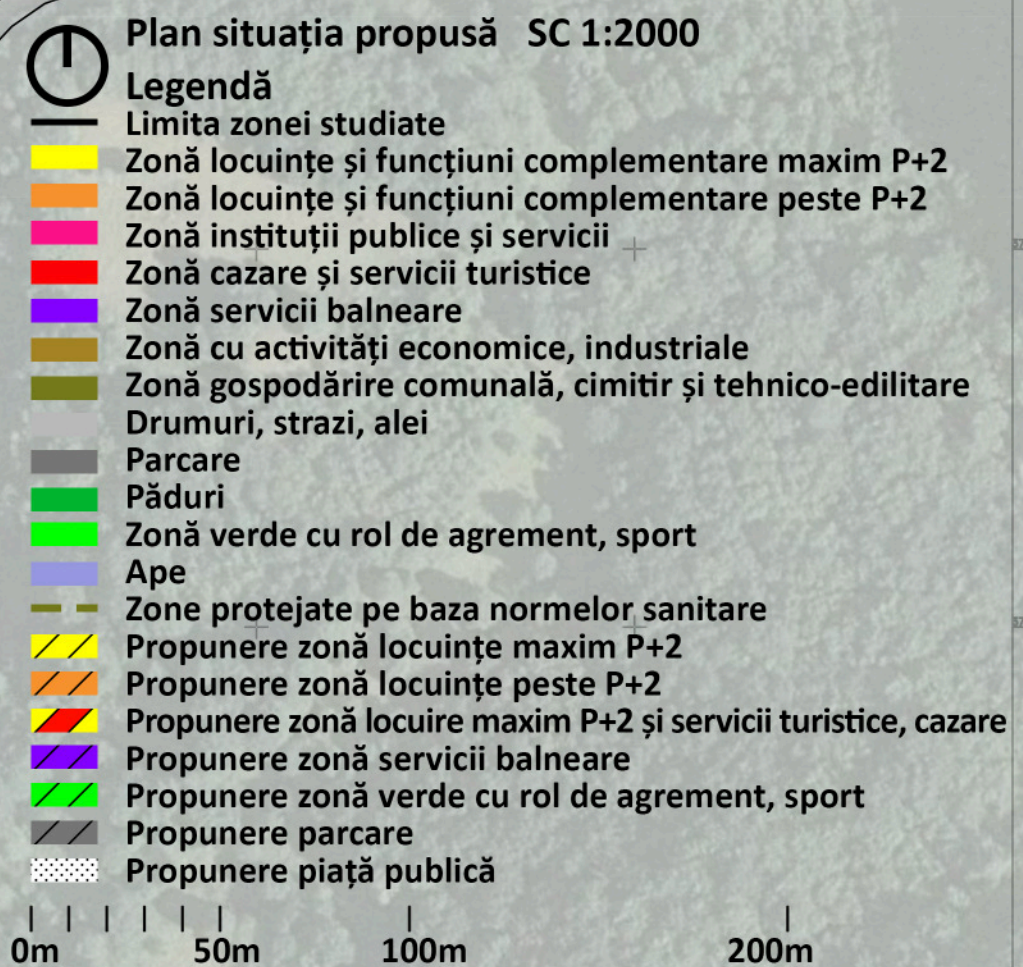 Plan situația propusă SC 1:2000
Legendă
Limita zonei studiate
Zonă locuințe și funcțiuni complementare maxim P+2
Zonă locuințe și funcțiuni complementare peste P+2
Zonă instituții publice și servicii
Zonă cazare și servicii turistice
Zonă servicii balneare
Zonă cu activități economice, industriale
Zonă gospodărire comunală, cimitir și tehnico-edilitare
Drumuri, strazi, alei
Parcare
Păduri
Zonă verde cu rol de agrement, sport
Ape
Zone protejate pe baza normelor sanitare
Propunere zonă locuințe maxim P+2
Propunere zonă locuințe peste P+2
Propunere zonă locuire maxim P+2 și servicii turistice, cazare
Propunere zonă servicii balneare
Propunere zonă verde cu rol de agrement, sport
Propunere parcare
Propunere piață publică
0m 50m 100m 200m